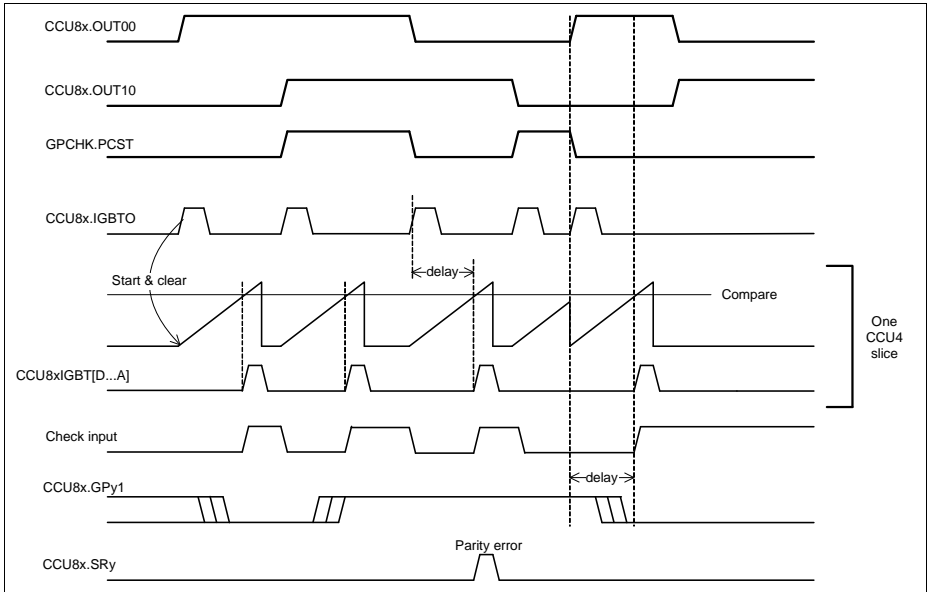 CCU8x.OUT00
CCU8x.OUT10
GPCHK.PCST
CCU8x.IGBTO
delay
Start & clear
Compare
One
CCU4
slice
CCU8xIGBT[D...A]
Check input
delay
CCU8x.GPy1
Parity error
CCU8x.SRy